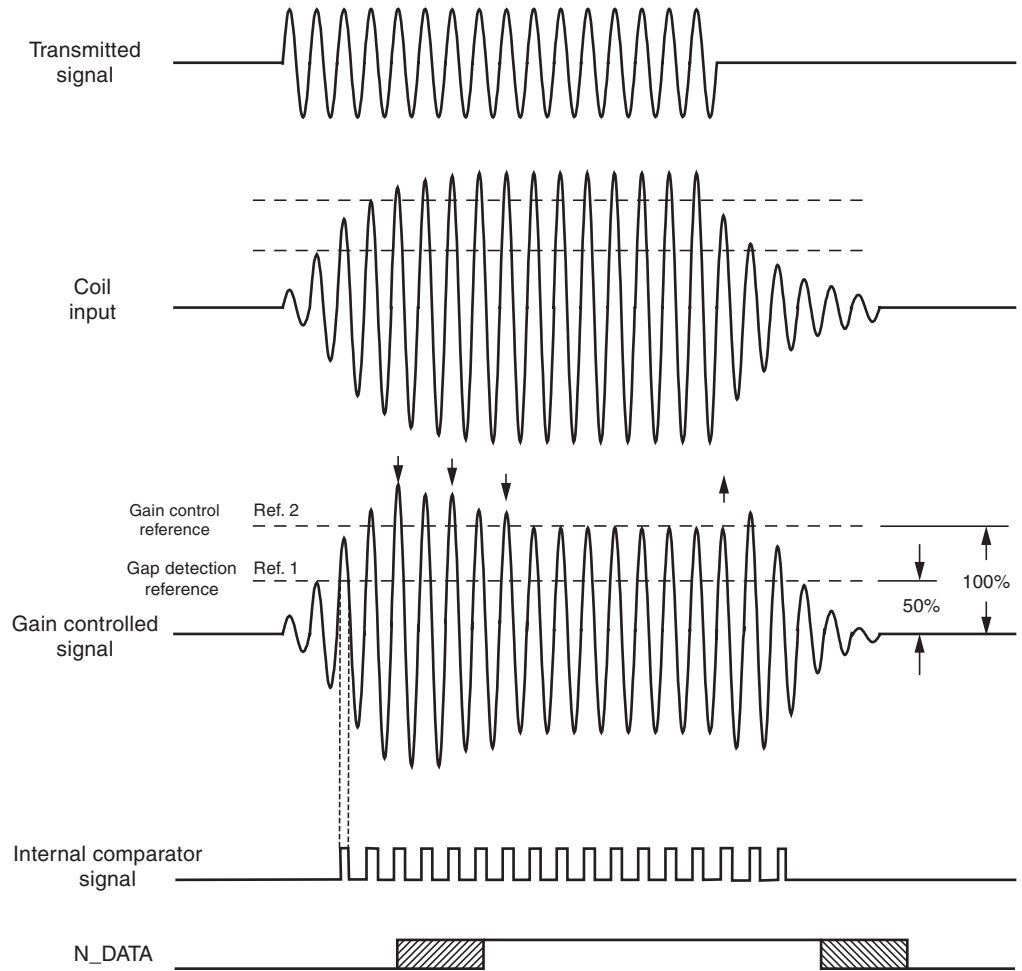 Transmitted
signal
Coil
input
Gain control
reference
Ref. 2
Gap detection
reference
Ref. 1
100%
50%
Gain controlled
signal
Internal comparator
signal
N_DATA